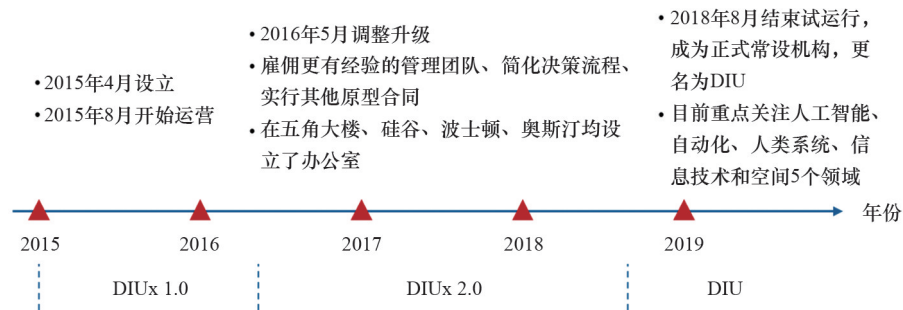 •2015年4月设立
•2015年8月开始运营
•2016年5月调整升级
•雇佣更有经验的管理团队、简化决策流程、
实行其他原型合同
•在五角大楼、硅谷、波士顿、奥斯汀均设
立了办公室
•2018年8月结束试运行，
成为正式常设机构，更
名为DIU
•目前重点关注人工智能、
自动化、人类系统、信
息技术和空间5个领域
年份
2015
2016
2017
2018
2019
DIUx 1.0
DIUx 2.0
DIU